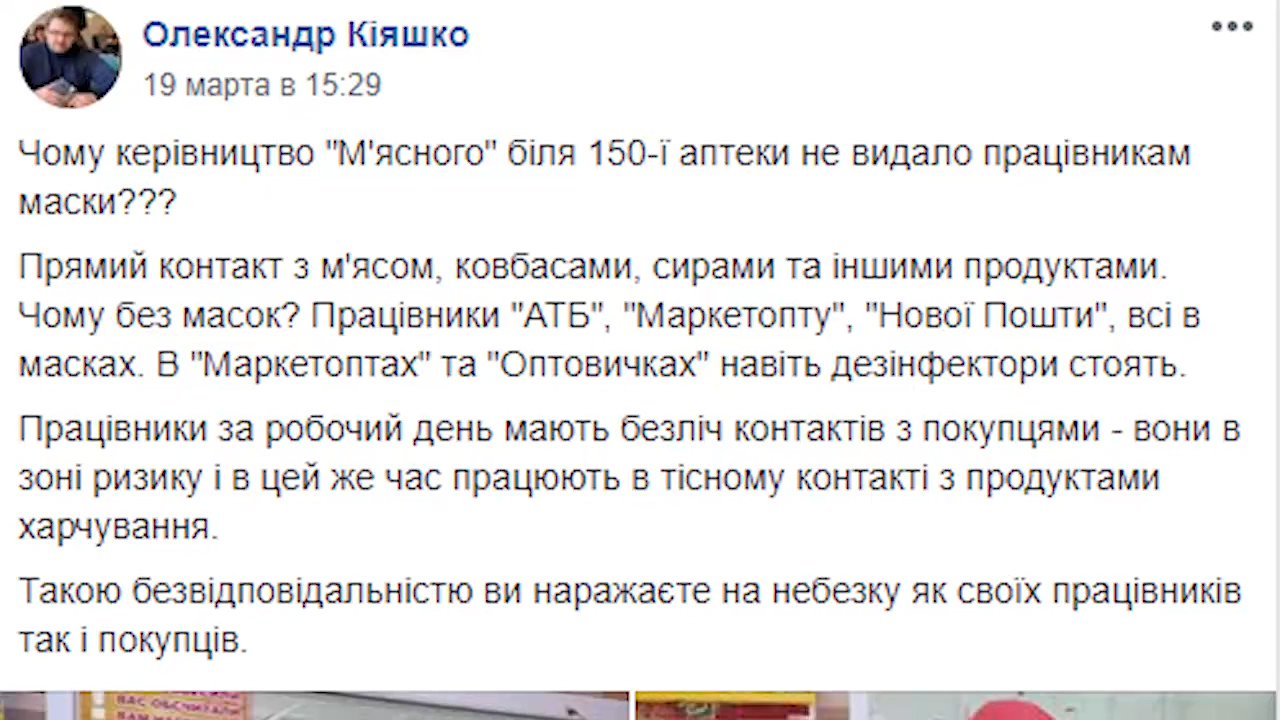 Олександр Кіяшко
19 марта в 15:29
Чому керівництво "М'ясного" біля 150-ї аптеки не видало працівникам
маски???
Прямий контакт з м'ясом, ковбасами, сирами та іншими продуктами.
Чому без масок? Працівники "АТБ", "Маркетопту", "Нової Пошти", всі в
масках. В "Маркетоптах" та "Оптовичках" навіть дезінфектори стоять.
Працівники за робочий день мають безліч контактів з покупцями - вони в
зоні ризику і в цей же час працюють в тісному контакті з продуктами
харчування.
Такою безвідповідальністю ви наражаєте на небезку як своїх працівників
так і покупців.
ВАС ОБСЧИТАЛИ